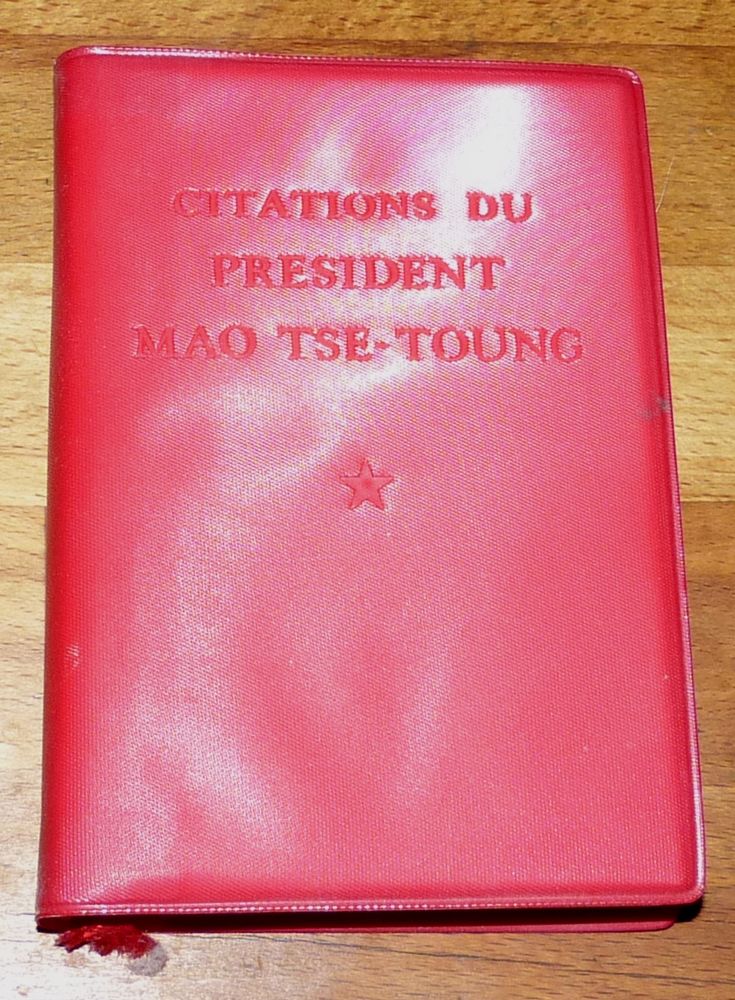 CITATIONS DU
PRESIDENT
MAO TSE-TOUNG